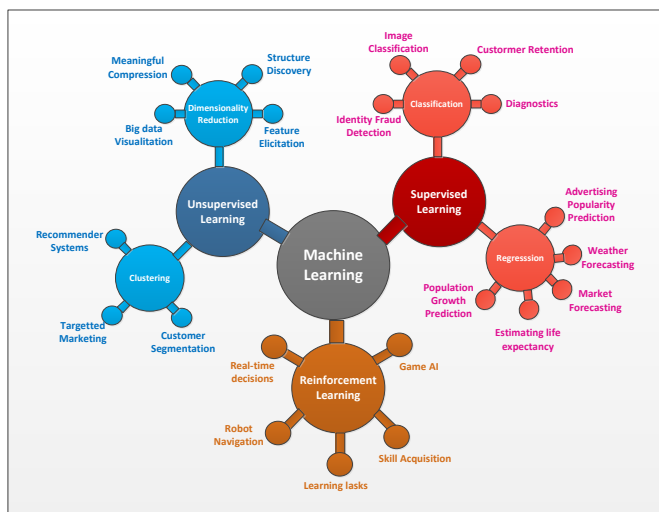 Meaningful
Compression
Structure
Discovery
Dimensionality
Reduction
Big data
Visualitation
Feature
Elicitation
Image
Classification
Custormer Retention
Classification
Identity Fraud
Detection
Diagnostics
Unsupervised
Learning
Supervised
Learning
Machine
Learning
Recommender
Systems
Clustering
Targetted
Marketing
Customer
Segmentation
Advertising
Popularity
Prediction
Regresssion
Weather
Forecasting
Population
Growth
Prediction
Market
Forecasting
Estimating life
expectancy
Real-time
decisions
Game AI
Reinforcement
Learning
Robot
Navigation
Skill Acquisition
Learning lasks